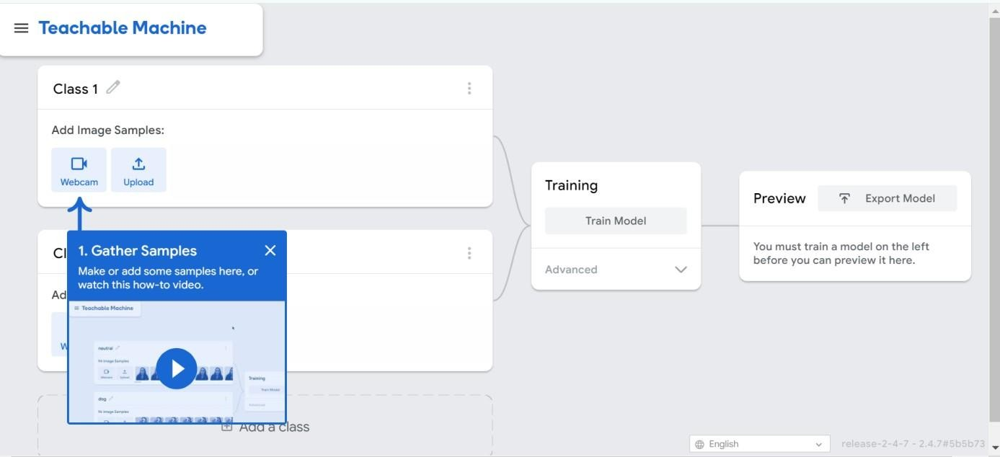 Teachable Machine
Class 1
Add Image Samples:
Webcam
Upload
Cl
1. Gather Samples
Make or add some samples here, or
watch this how-to video.
Ad
W
Teachable Machine
neutral
94 Image Samples
Webcam
Upload
Training
Train Model
Advanced
dog
94 Image Samples
Add a class
Training
Train Model
Advanced
Preview
Export Model
You must train a model on the left
before you can preview it here.
English
release-2-4-7 - 2.4.7#5b5b73